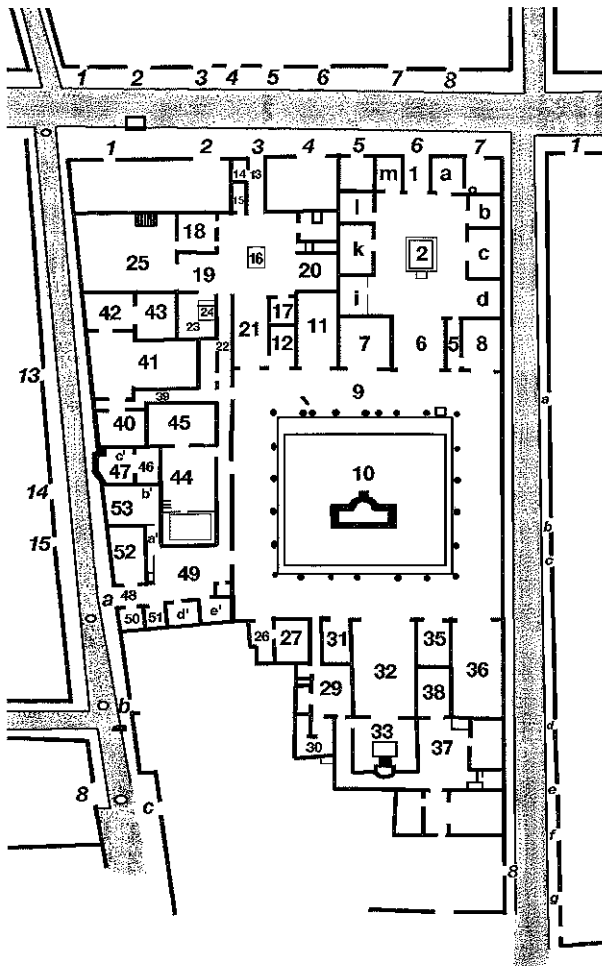 1 2 3 4 5 6 7 8
1 2 3 4 5 6 7 1
14 13 m 1 a
15 l b
18 k 2 c
25 19 16 20
i d
42 43 24 17
23 21 11 7 6 5 8
22 12
41
13 39 9
a
40 45
c'
47 46 44 10
14 b'
53 b
15 52 a' c
49
a 48
50 51 d' e'
26 27 31 35
32 36
29 38
b
33 37 d
30
8 c e
f
8
g